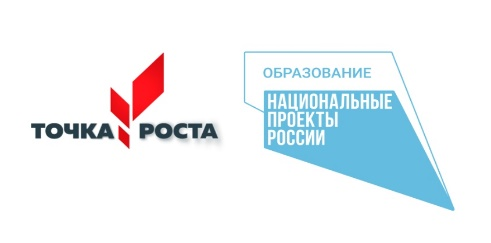 ТОЧКА РОСТА
ОБРАЗОВАНИЕ
НАЦИОНАЛЬНЫЕ
ПРОЕКТЫ
РОССИИ